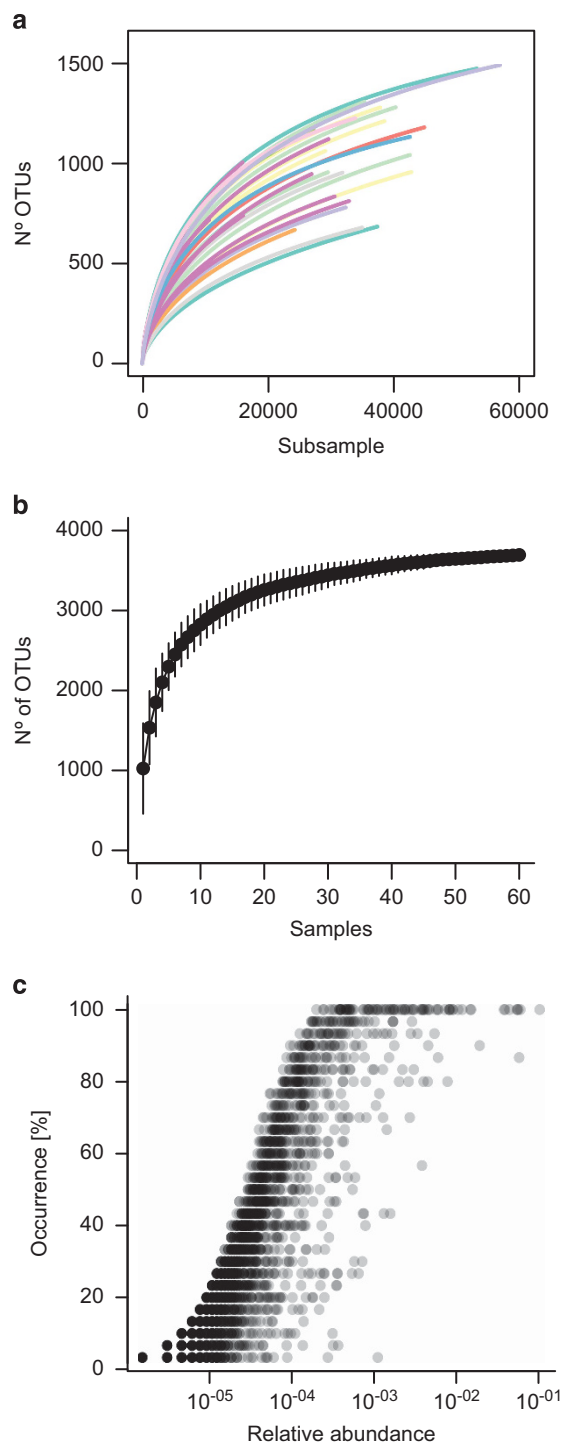 a
1500
1000
500
0
Nº OTUs
0 20000 40000 60000
Subsample
b
4000
3000
2000
1000
0
Nº of OTUs
0 10 20 30 40 50 60
Samples
c
100
80
60
40
20
0
Occurrence [%]
10-05 10-04 10-03 10-02 10-01
Relative abundance